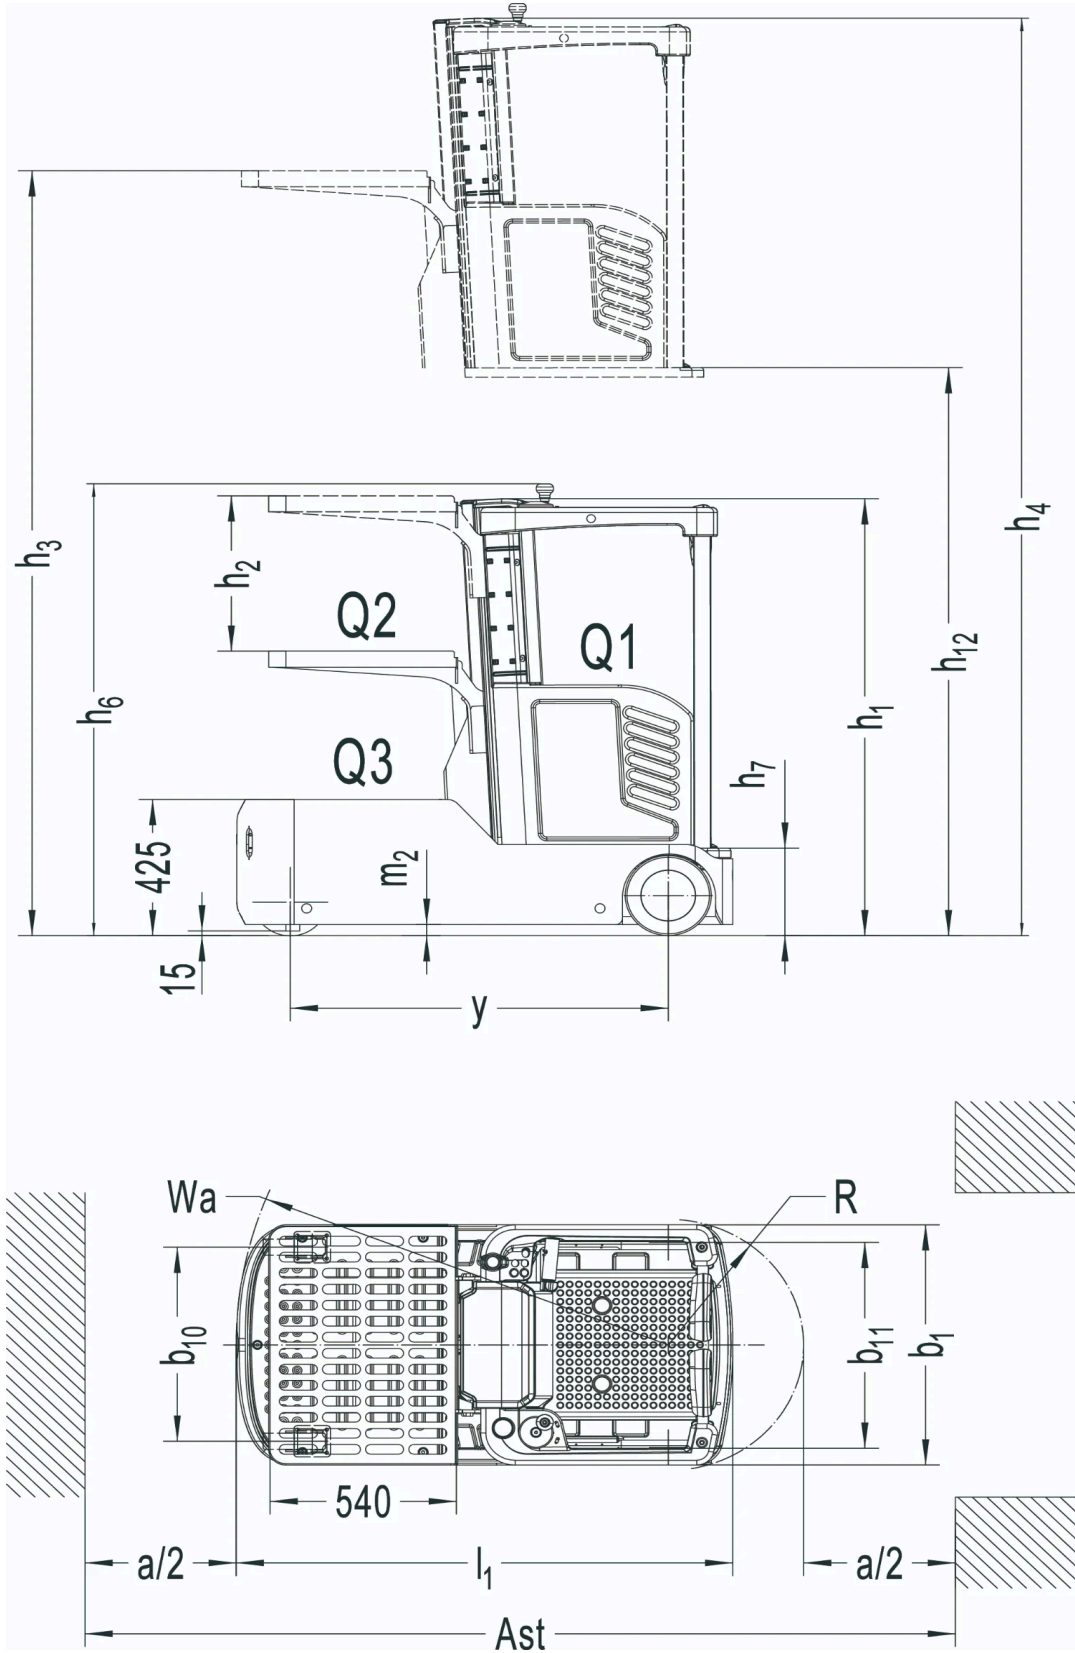 h₃
h₄
h₂
Q2
Q1
h₁₂
h₆
h₁
Q3
h₇
425
m₂
15
y
Wa
R
b₁₀
b₁₁
b₁
540
a/2
l₁
a/2
Ast